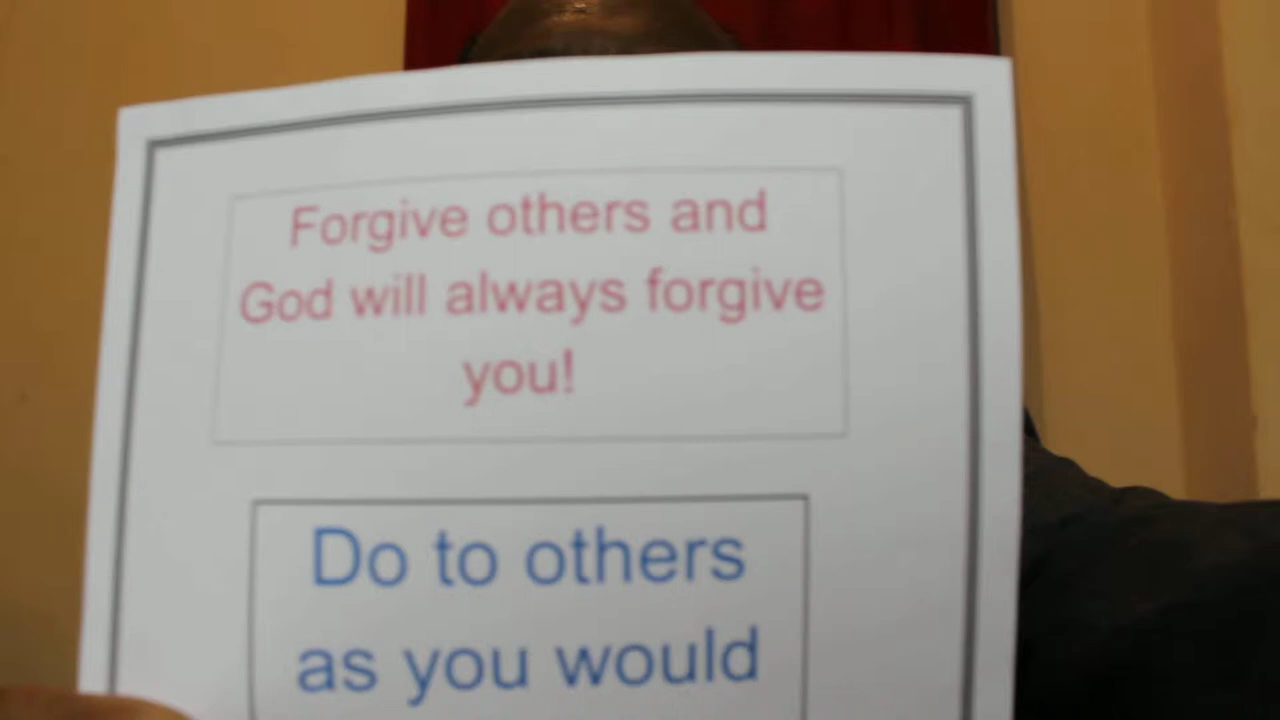 Forgive others and
God will always forgive
you!
Do to others
as you would